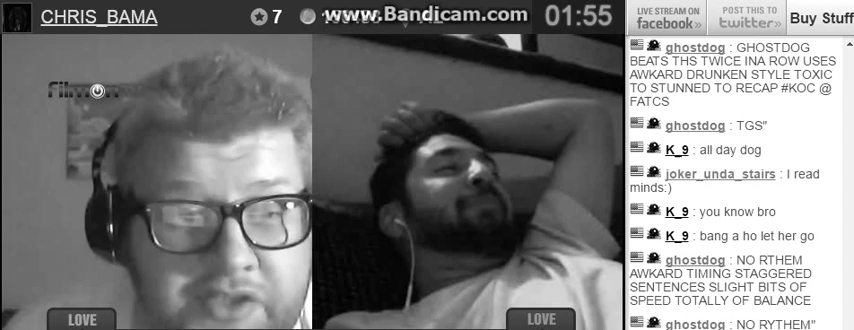 CHRIS_BAMA
7
www.Bandicam.com
01:55
LIVE STREAM ON
facebook»
POST THIS TO
twitter»
Buy Stuff
FilmOn
LOVE
LOVE
ghostdog : GHOSTDOG
BEATS THS TWICE INA ROW USES
AWKARD DRUNKEN STYLE TOXIC
TO STUNNED TO RECAP #KOC @
FATCS
ghostdog : TGS"
K_9 : all day dog
joker_unda_stairs : I read
minds:)
K_9 : you know bro
K_9 : bang a ho let her go
ghostdog : NO RTHEM
AWKARD TIMING STAGGERED
SENTENCES SLIGHT BITS OF
SPEED TOTALLY OF BALANCE
ghostdog : NO RYTHEM"